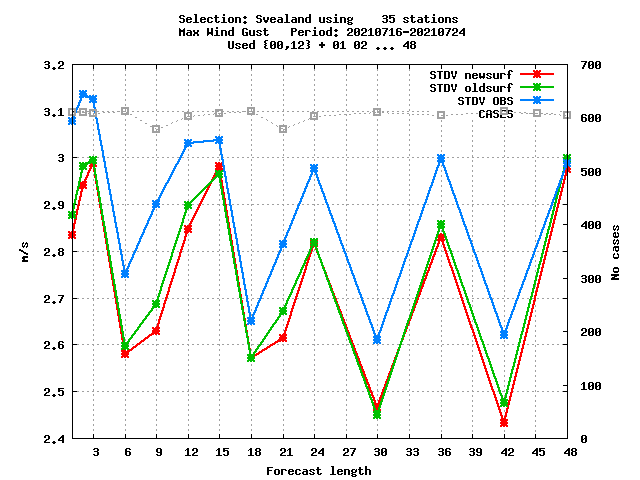 Selection: Svealand using    35 stations
Max Wind Gust   Period: 20210716-20210724
Used {00,12} + 01 02 ... 48
STDV newsurf
STDV oldsurf
STDV OBS
CASES
3.2
3.1
3
2.9
2.8
2.7
2.6
2.5
2.4
m/s
700
600
500
400
300
200
100
0
No cases
3 6 9 12 15 18 21 24 27 30 33 36 39 42 45 48
Forecast length